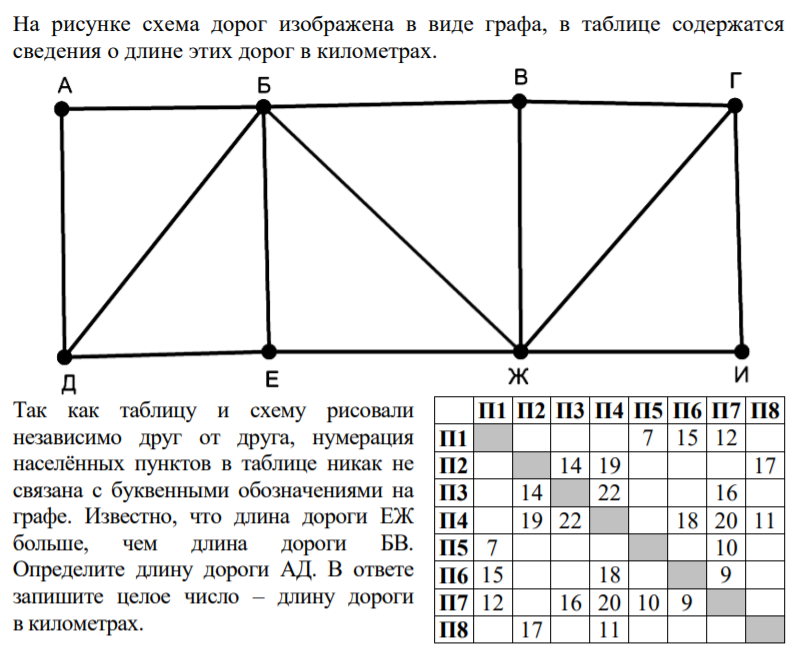 На рисунке схема дорог изображена в виде графа, в таблице содержатся
сведения о длине этих дорог в километрах.
А Б В Г
Д Е Ж И
Так как таблицу и схему рисовали
независимо друг от друга, нумерация
населённых пунктов в таблице никак не
связана с буквенными обозначениями на
графе. Известно, что длина дороги ЕЖ
больше, чем длина дороги БВ.
Определите длину дороги АД. В ответе
запишите целое число – длину дороги
в километрах.
П1 П2 П3 П4 П5 П6 П7 П8
П1 7 15 12
П2 14 19 17
П3 14 22 16
П4 19 22 18 20 11
П5 7 10
П6 15 18 9
П7 12 16 20 10 9
П8 17 11